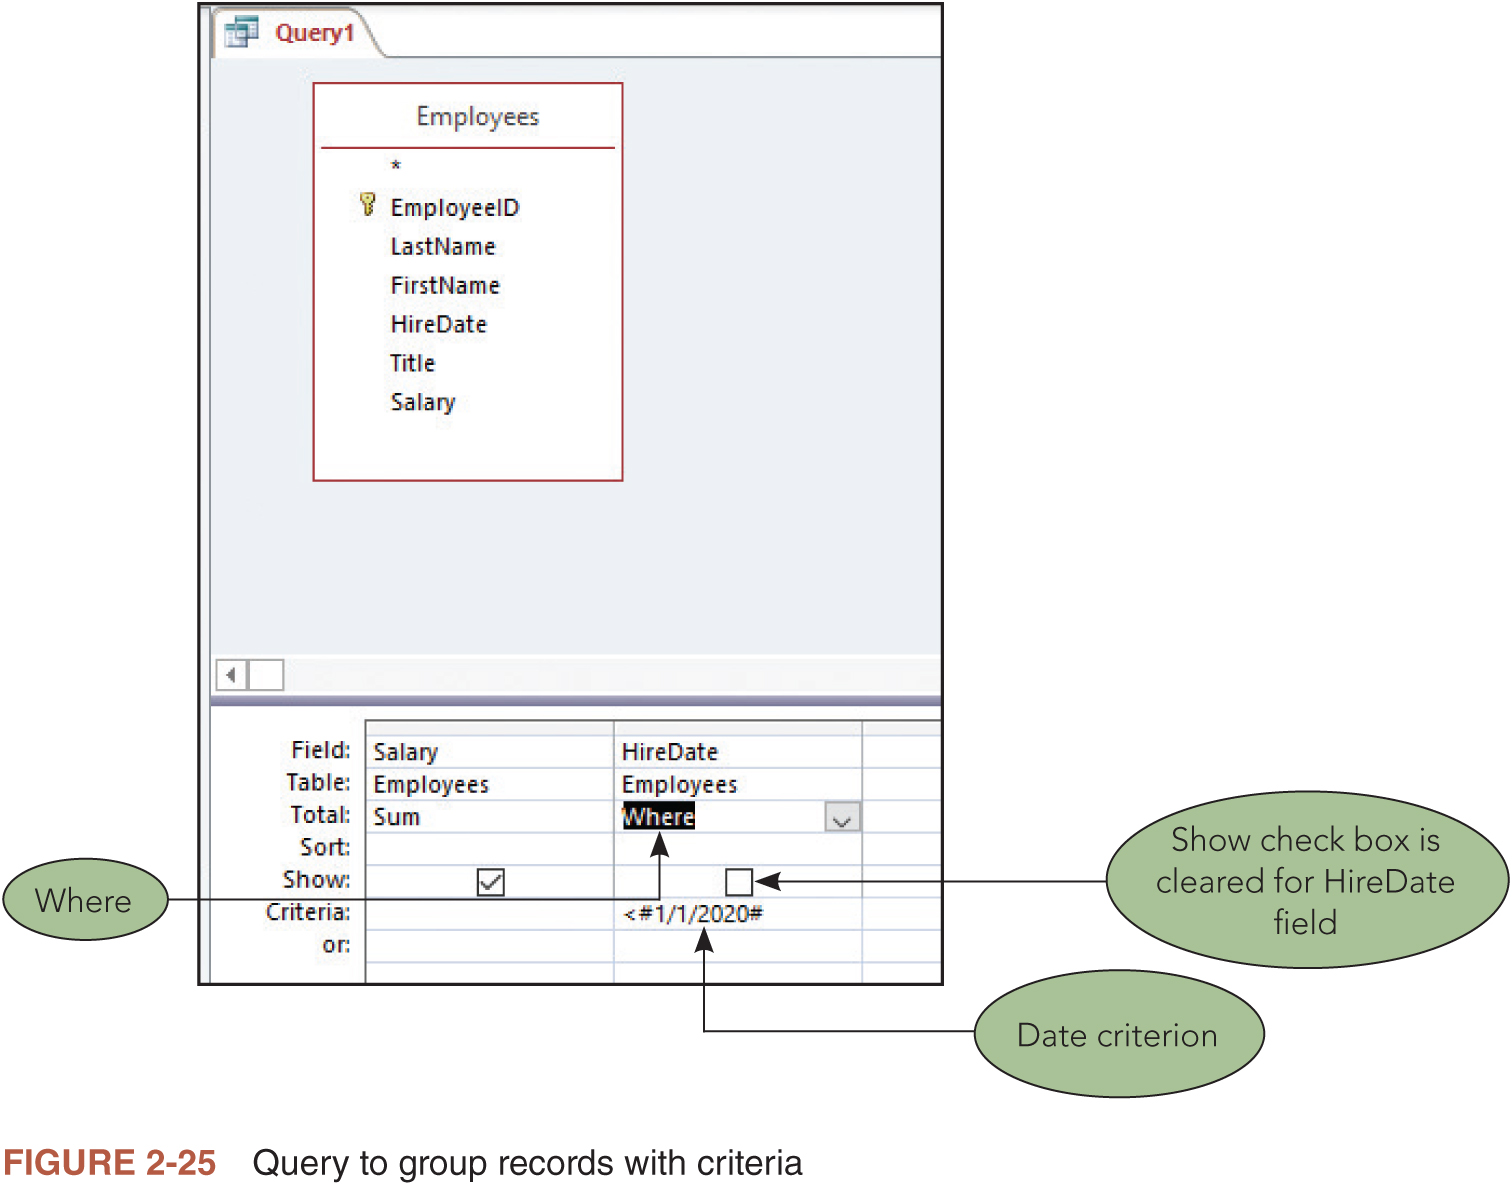 Query1
Employees
*
EmployeeID
LastName
FirstName
HireDate
Title
Salary
Field: Salary HireDate
Table: Employees Employees
Total: Sum Where
Sort:
Show:
Criteria: <#1/1/2020#
or:
Where
Show check box is
cleared for HireDate
field
Date criterion
FIGURE 2-25 Query to group records with criteria